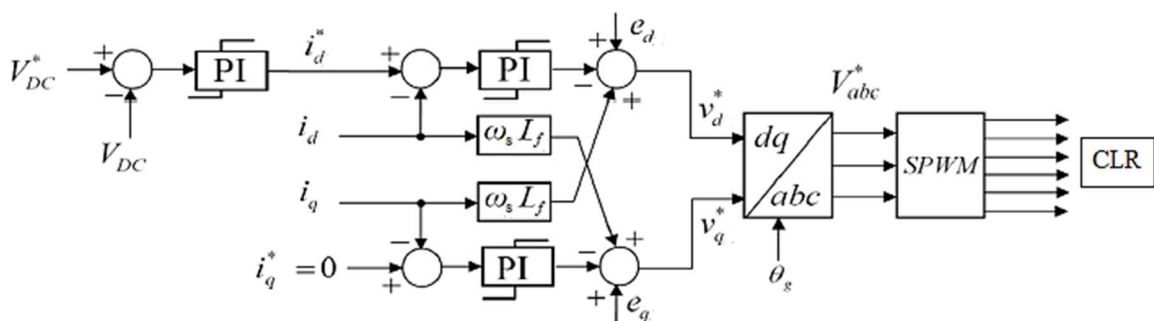 V*DC
+
−
VDC
PI
i*d
+
−
PI
+
−
ed
+
id
ωs Lf
iq
ωs Lf
i*q = 0
−
+
PI
−
+
+
eq
v*d
v*q
dq
abc
θg
V*abc
SPWM
CLR